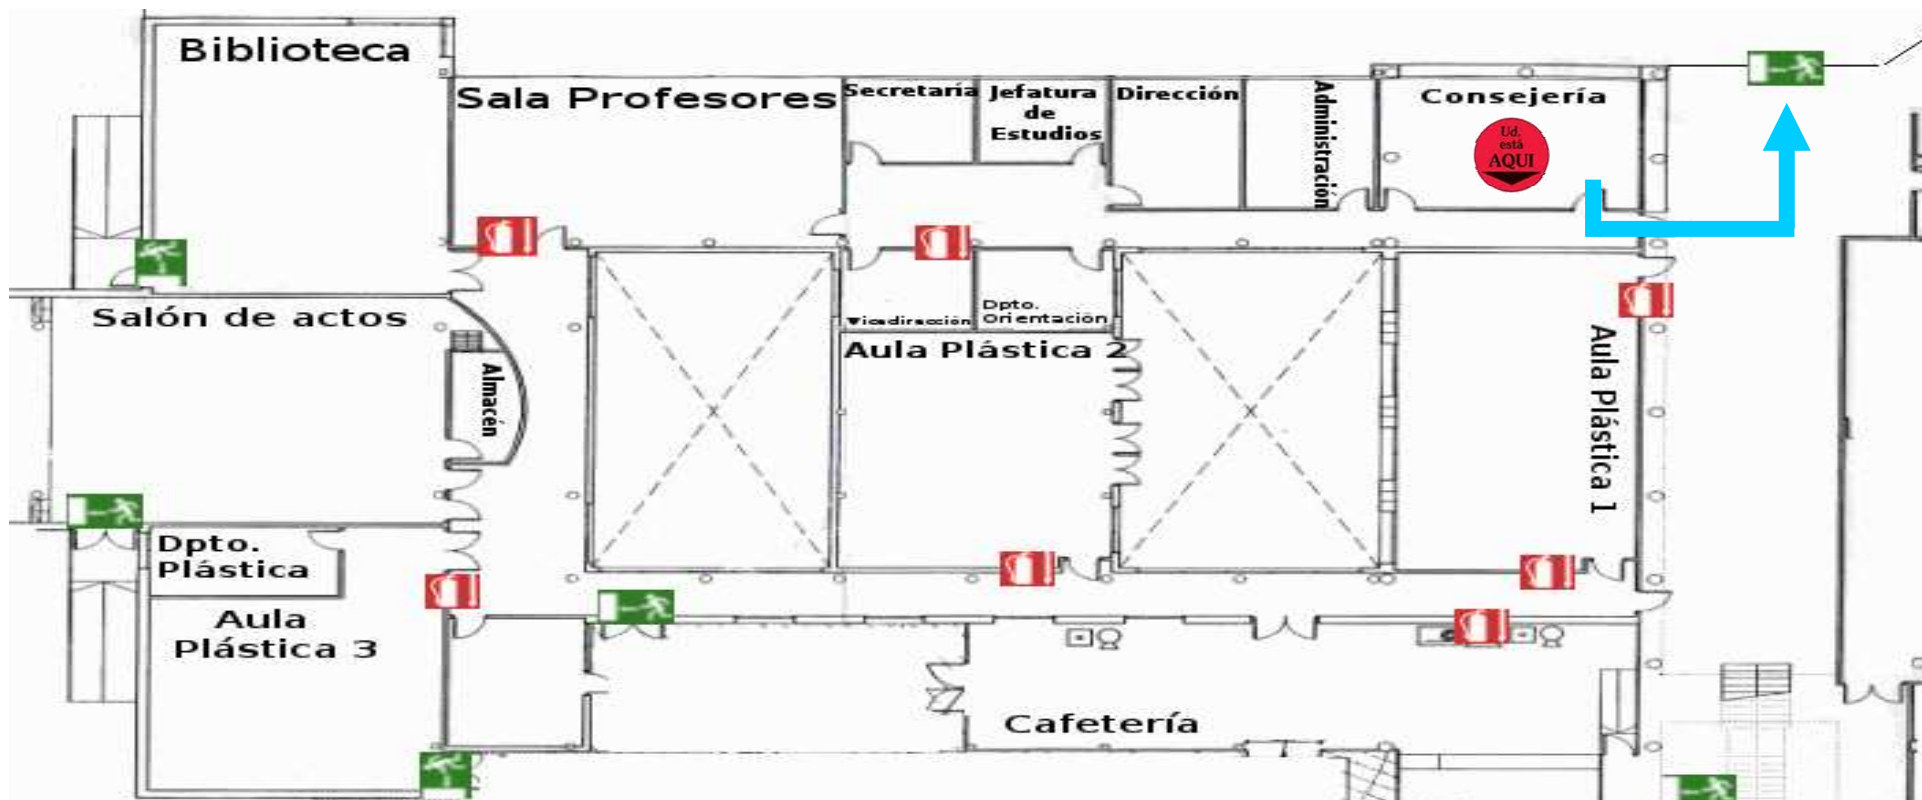 Biblioteca
Sala Profesores
Secretaría
Jefatura
de
Estudios
Dirección
Administración
Consejería
Ud.
está
AQUI
Salón de actos
Almacén
Vicedirección
Dpto.
Orientación
Aula Plástica 2
Aula Plástica 1
Dpto.
Plástica
Aula
Plástica 3
Cafetería